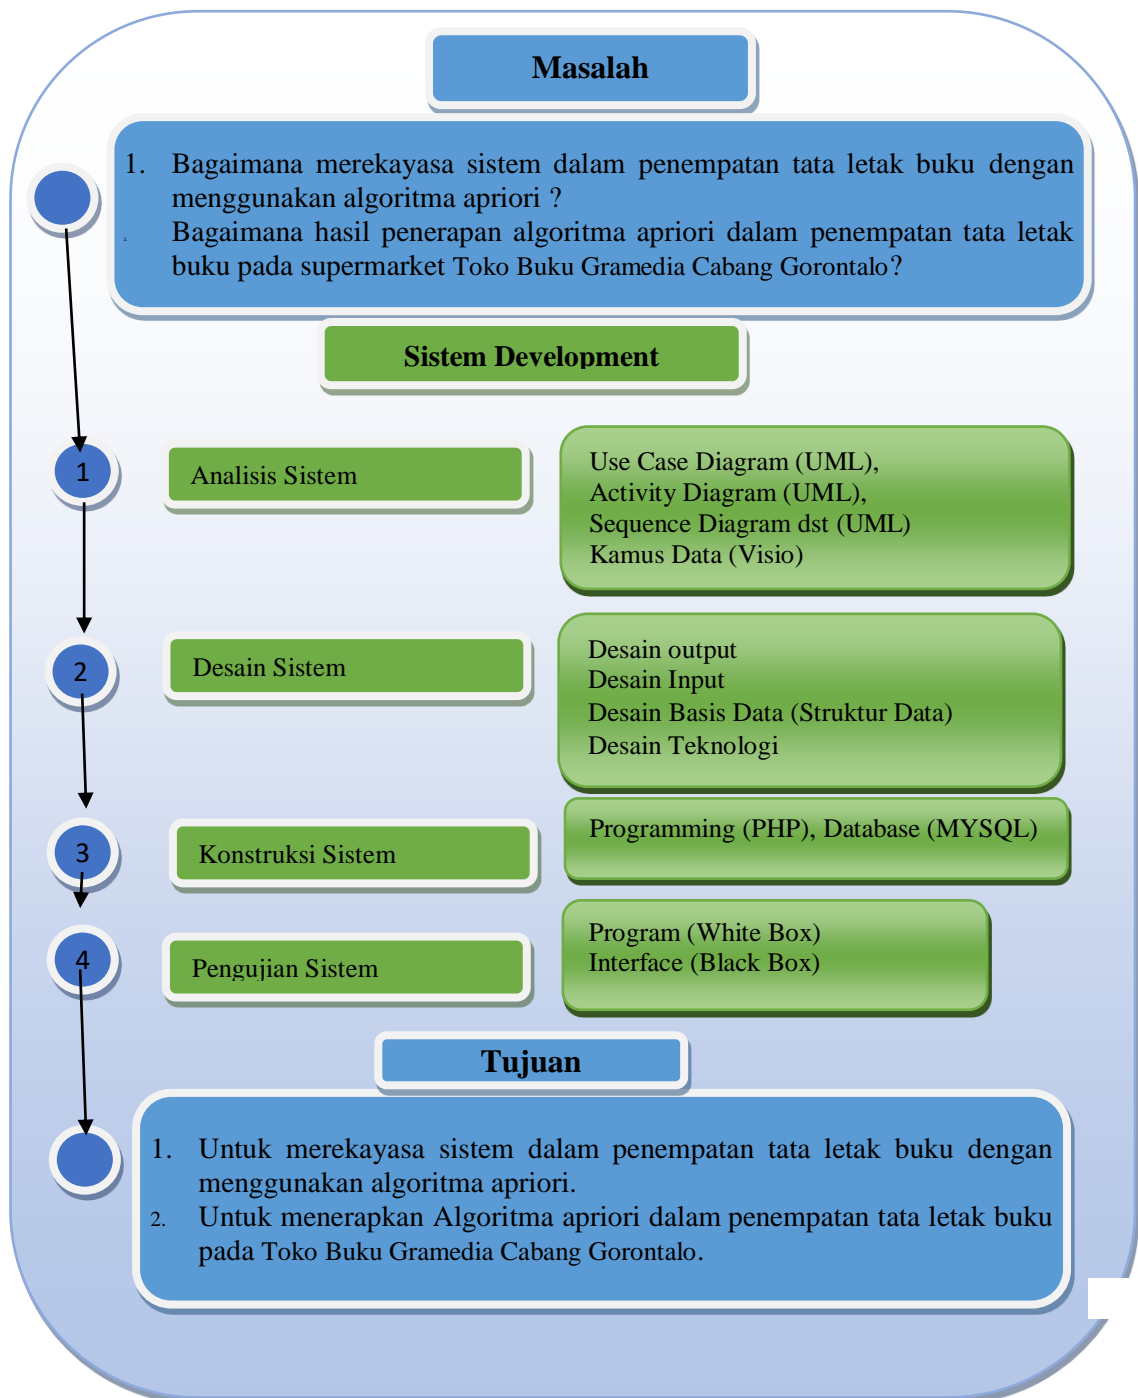 Masalah
1. Bagaimana merekayasa sistem dalam penempatan tata letak buku dengan
menggunakan algoritma apriori ?
Bagaimana hasil penerapan algoritma apriori dalam penempatan tata letak
buku pada supermarket Toko Buku Gramedia Cabang Gorontalo?
Sistem Development
1
Analisis Sistem
Use Case Diagram (UML),
Activity Diagram (UML),
Sequence Diagram dst (UML)
Kamus Data (Visio)
2
Desain Sistem
Desain output
Desain Input
Desain Basis Data (Struktur Data)
Desain Teknologi
3
Konstruksi Sistem
Programming (PHP), Database (MYSQL)
4
Pengujian Sistem
Program (White Box)
Interface (Black Box)
Tujuan
1. Untuk merekayasa sistem dalam penempatan tata letak buku dengan
menggunakan algoritma apriori.
2. Untuk menerapkan Algoritma apriori dalam penempatan tata letak buku
pada Toko Buku Gramedia Cabang Gorontalo.